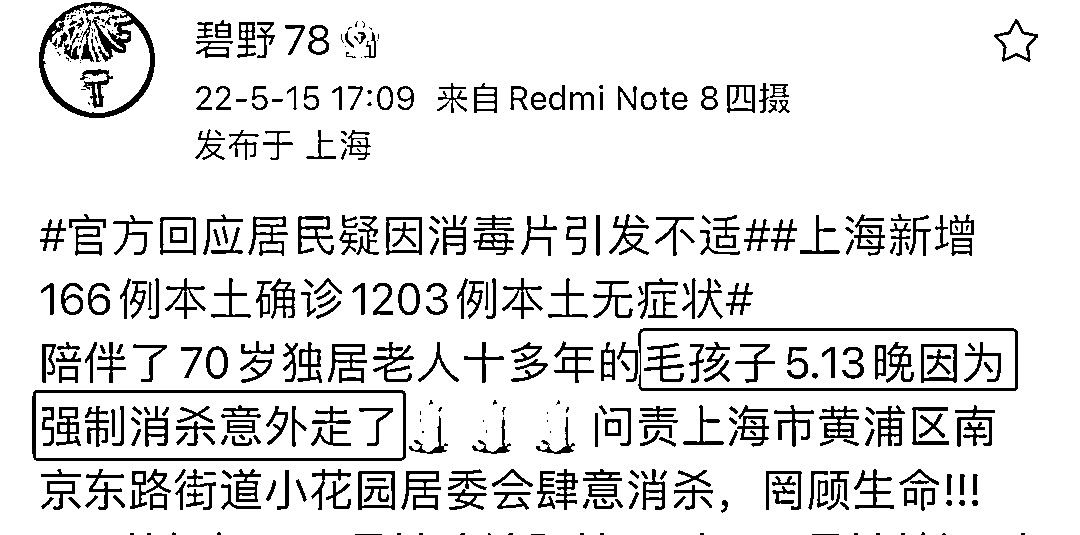 碧野78
22-5-15 17:09 来自Redmi Note 8四摄
发布于 上海
#官方回应居民疑因消毒片引发不适##上海新增
166例本土确诊1203例本土无症状#
陪伴了70岁独居老人十多年的毛孩子5.13晚因为
强制消杀意外走了🕯🕯🕯问责上海市黄浦区南
京东路街道小花园居委会肆意消杀，罔顾生命!!!